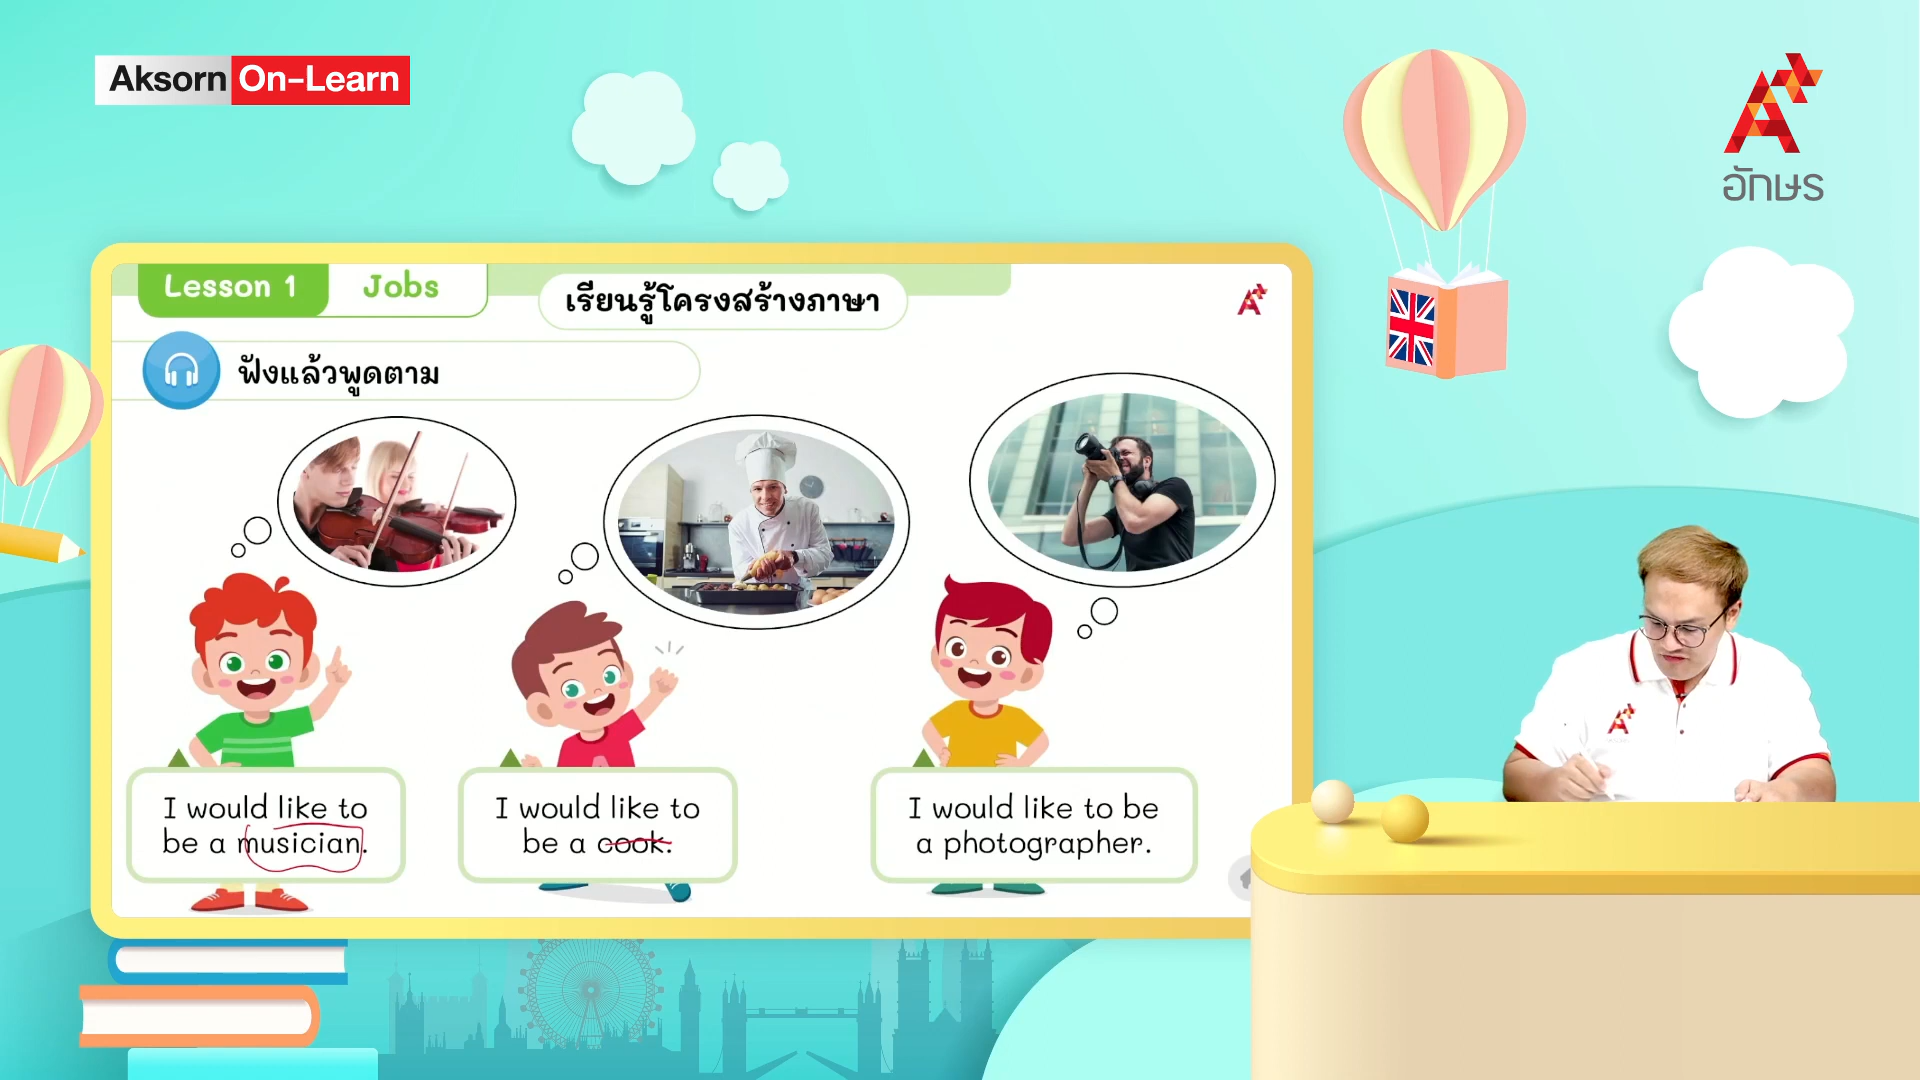 Aksorn On-Learn
อักษร
Lesson 1 Jobs
เรียนรู้โครงสร้างภาษา
ฟังแล้วพูดตาม
I would like to
be a musician.
I would like to
be a cook.
I would like to be
a photographer.